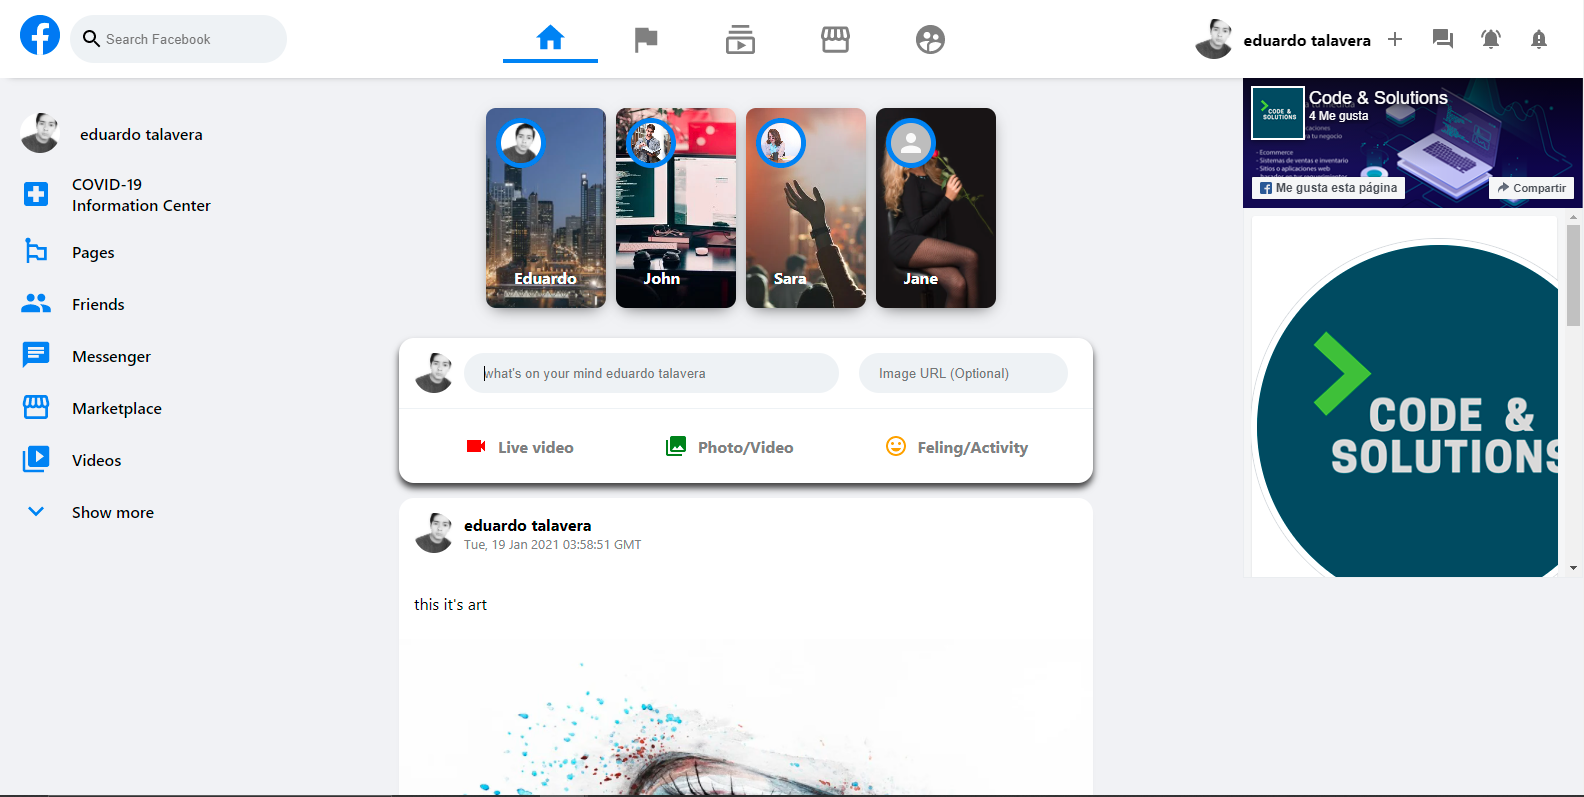 Search Facebook
eduardo talavera
eduardo talavera
COVID-19
Information Center
Pages
Friends
Messenger
Marketplace
Videos
Show more
Eduardo
John
Sara
Jane
what's on your mind eduardo talavera
Image URL (Optional)
Live video
Photo/Video
Feling/Activity
eduardo talavera
Tue, 19 Jan 2021 03:58:51 GMT
this it's art
CODE &
SOLUTIONS
Code & Solutions
4 Me gusta
- Ecommerce
- Sistemas de ventas e inventario
- Sitios o aplicaciones web
Me gusta esta página
Compartir
CODE &
SOLUTIONS